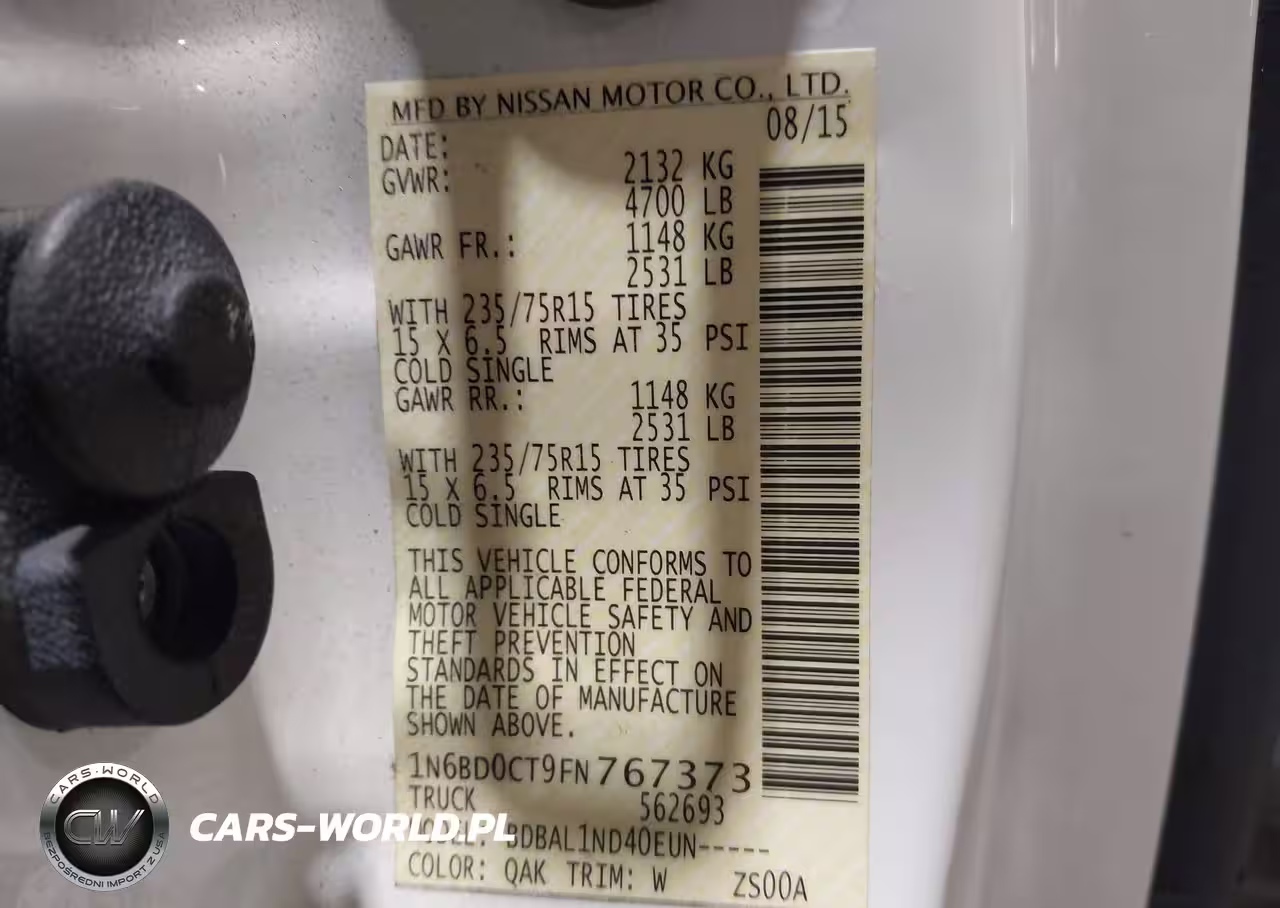 MFD BY NISSAN MOTOR CO., LTD.
DATE: 08/15
GVWR: 2132 KG
4700 LB
GAWR FR.: 1148 KG
2531 LB
WITH 235/75R15 TIRES
15 X 6.5 RIMS AT 35 PSI
COLD SINGLE
GAWR RR.: 1148 KG
2531 LB
WITH 235/75R15 TIRES
15 X 6.5 RIMS AT 35 PSI
COLD SINGLE
THIS VEHICLE CONFORMS TO
ALL APPLICABLE FEDERAL
MOTOR VEHICLE SAFETY AND
THEFT PREVENTION
STANDARDS IN EFFECT ON
THE DATE OF MANUFACTURE
SHOWN ABOVE.
1N6BD0CT9FN767373
TRUCK 562693
BDBAL1ND40EUN-----
COLOR: QAK TRIM: W ZS00A
CARS-WORLD
CW
BEZPOŚREDNI IMPORT Z USA
CARS-WORLD.PL